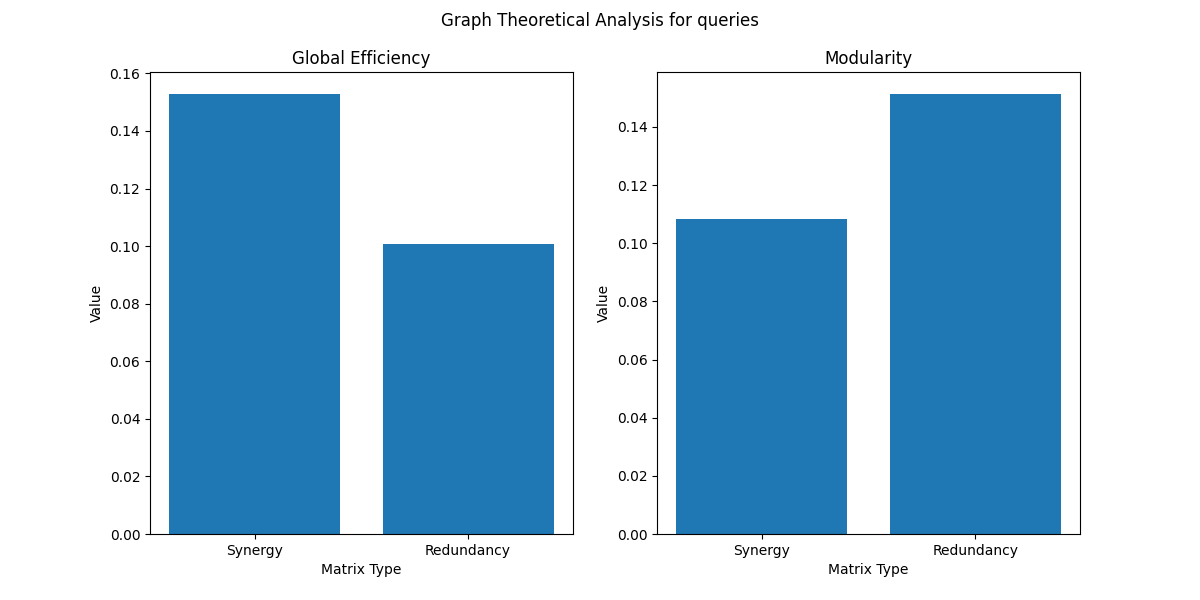 Graph Theoretical Analysis for queries
Global Efficiency
0.16
0.14
0.12
0.10
0.08
0.06
0.04
0.02
0.00
Value
Synergy
Redundancy
Matrix Type
Modularity
0.14
0.12
0.10
0.08
0.06
0.04
0.02
0.00
Value
Synergy
Redundancy
Matrix Type